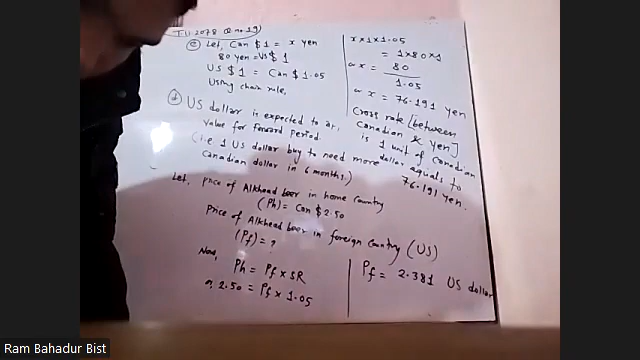 T.U 2078 (Q no 19)
(c) Let, Can $ 1 = x yen
80 yen = US $ 1
US $ 1 = Can $ 1.05
Using chain rule,
x × 1 × 1.05
= 1 × 80 × 1
or x = 80
1.05
or x = 76.191 yen
Cross rate [between
Canadian & yen]
is 1 unit of Canadian
dollar equals to
76.191 yen.
(d) US dollar is expected to at,
value for forward period
(i.e 1 US dollar buy to need more
Canadian dollar in 6 months.)
Let, price of Alkhead beer in home country
(Ph) = Can $ 2.50
Price of Alkhead beer in foreign country (US)
(Pf) = ?
Now,
Ph = Pf × SR
or, 2.50 = Pf × 1.05
Pf = 2.381 US dollar
Ram Bahadur Bist